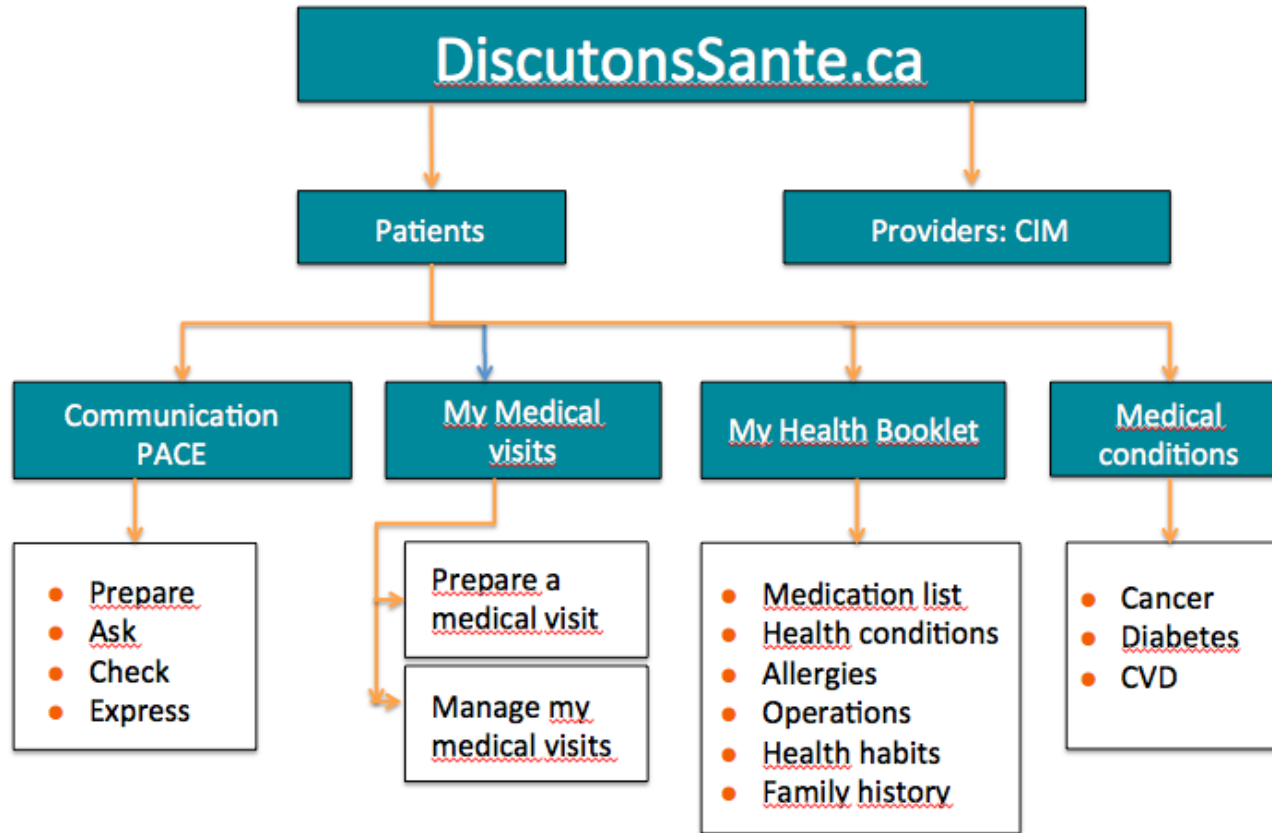 DiscutonsSante.ca
Patients
Providers: CIM
Communication
PACE
My Medical
visits
My Health Booklet
Medical
conditions
Prepare
Ask
Check
Express
Prepare a
medical visit
Manage my
medical visits
Medication list
Health conditions
Allergies
Operations
Health habits
Family history
Cancer
Diabetes
CVD